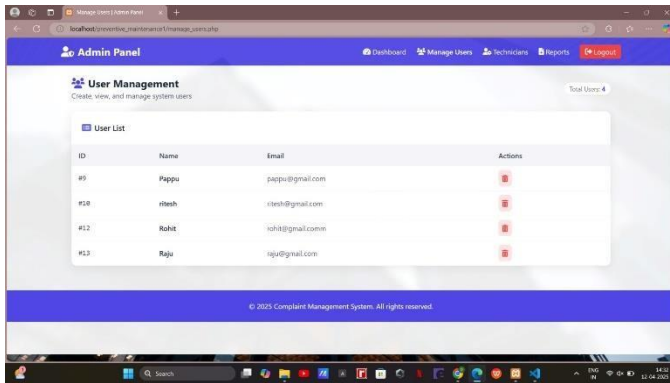 Manage Users | Admin Panel
localhost/preventive_maintenance1/manage_users.php
Admin Panel
Dashboard Manage Users Technicians Reports Logout
User Management
Create, view, and manage system users
Total Users: 4
User List
ID Name Email Actions
#9 Pappu pappu@gmail.com
#10 ritesh ritesh@gmail.com
#12 Rohit rohit@gmail.comm
#13 Raju raju@gmail.com
© 2025 Complaint Management System. All rights reserved.
Search
ENG
IN
12-04-2025